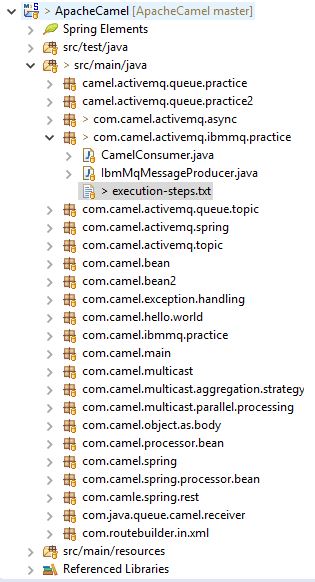 > ApacheCamel [ApacheCamel master]
Spring Elements
src/test/java
> src/main/java
camel.activemq.queue.practice
camel.activemq.queue.practice2
> com.camel.activemq.async
> com.camel.activemq.ibmmq.practice
CamelConsumer.java
IbmMqMessageProducer.java
> execution-steps.txt
com.camel.activemq.queue.topic
com.camel.activemq.spring
com.camel.activemq.topic
com.camel.bean
com.camel.bean2
com.camel.exception.handling
com.camel.hello.world
com.camel.ibmmq.practice
com.camel.main
com.camel.multicast
com.camel.multicast.aggregation.strategy
com.camel.multicast.parallel.processing
com.camel.object.as.body
com.camel.processor.bean
com.camel.spring
com.camel.spring.processor.bean
com.camle.spring.rest
com.java.queue.camel.receiver
com.routebuilder.in.xml
src/main/resources
Referenced Libraries